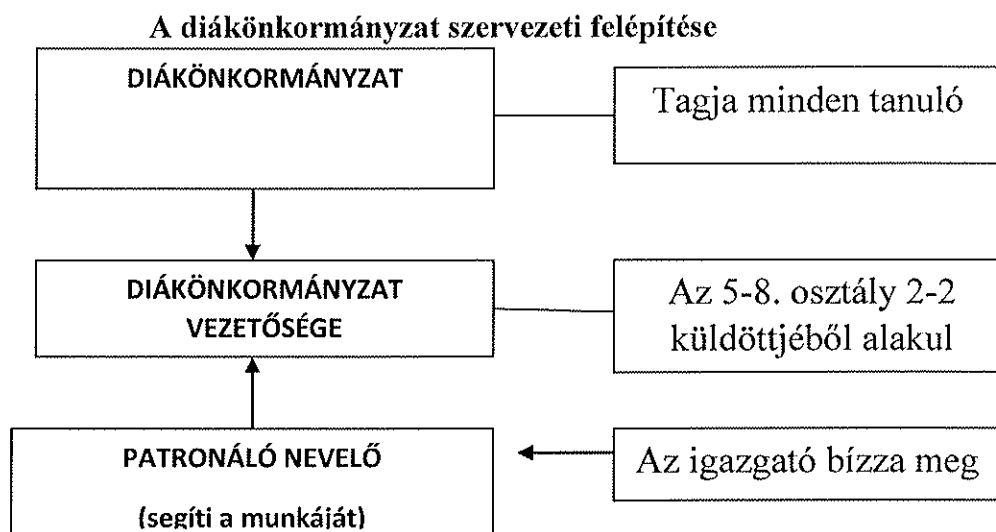 A diákönkormányzat szervezeti felépítése
DIÁKÖNKORMÁNYZAT
Tagja minden tanuló
DIÁKÖNKORMÁNYZAT
VEZETŐSÉGE
Az 5-8. osztály 2-2
küldöttjéből alakul
PATRONÁLÓ NEVELŐ
(segíti a munkáját)
Az igazgató bízza meg